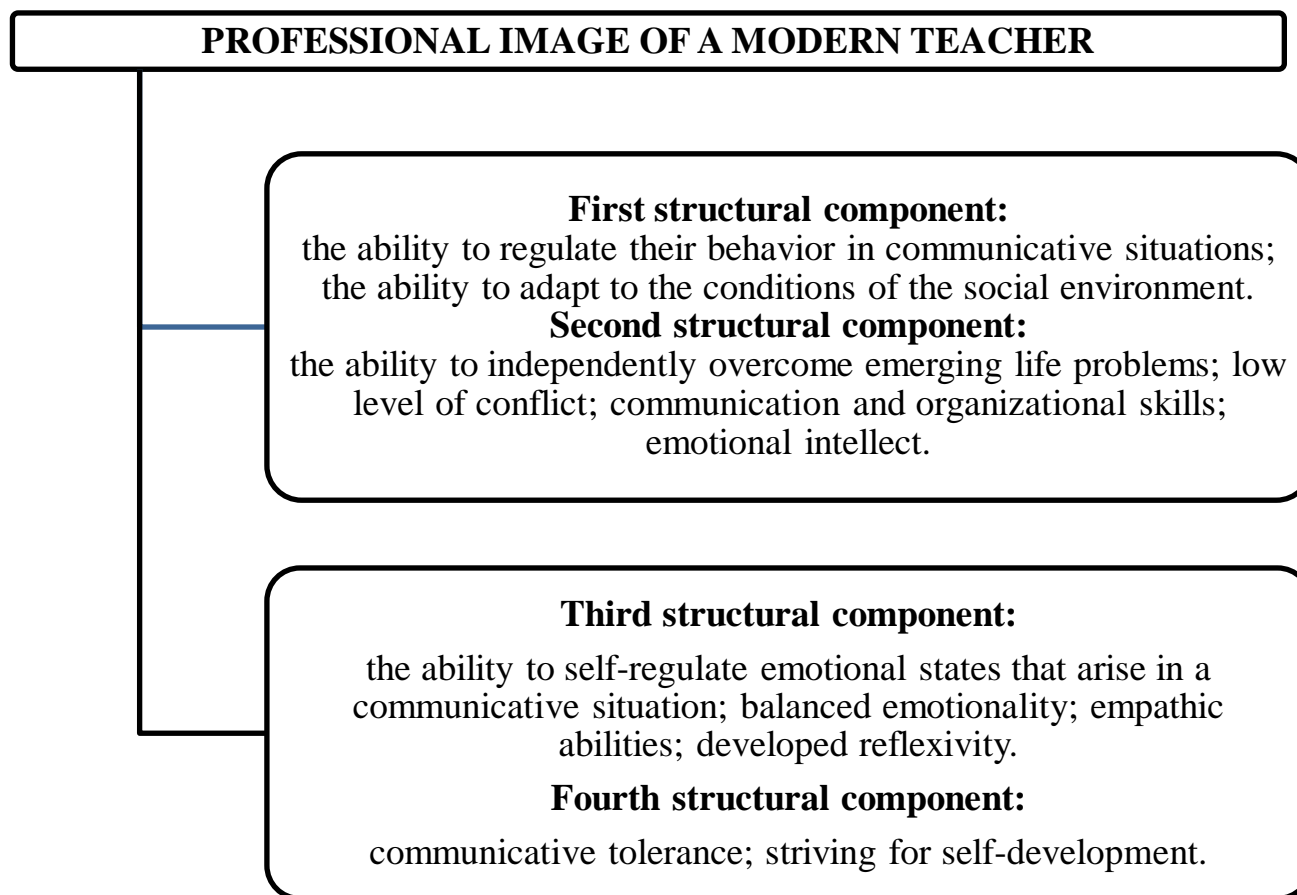 PROFESSIONAL IMAGE OF A MODERN TEACHER
First structural component:
the ability to regulate their behavior in communicative situations;
the ability to adapt to the conditions of the social environment.
Second structural component:
the ability to independently overcome emerging life problems; low
level of conflict; communication and organizational skills;
emotional intellect.
Third structural component:
the ability to self-regulate emotional states that arise in a
communicative situation; balanced emotionality; empathic
abilities; developed reflexivity.
Fourth structural component:
communicative tolerance; striving for self-development.